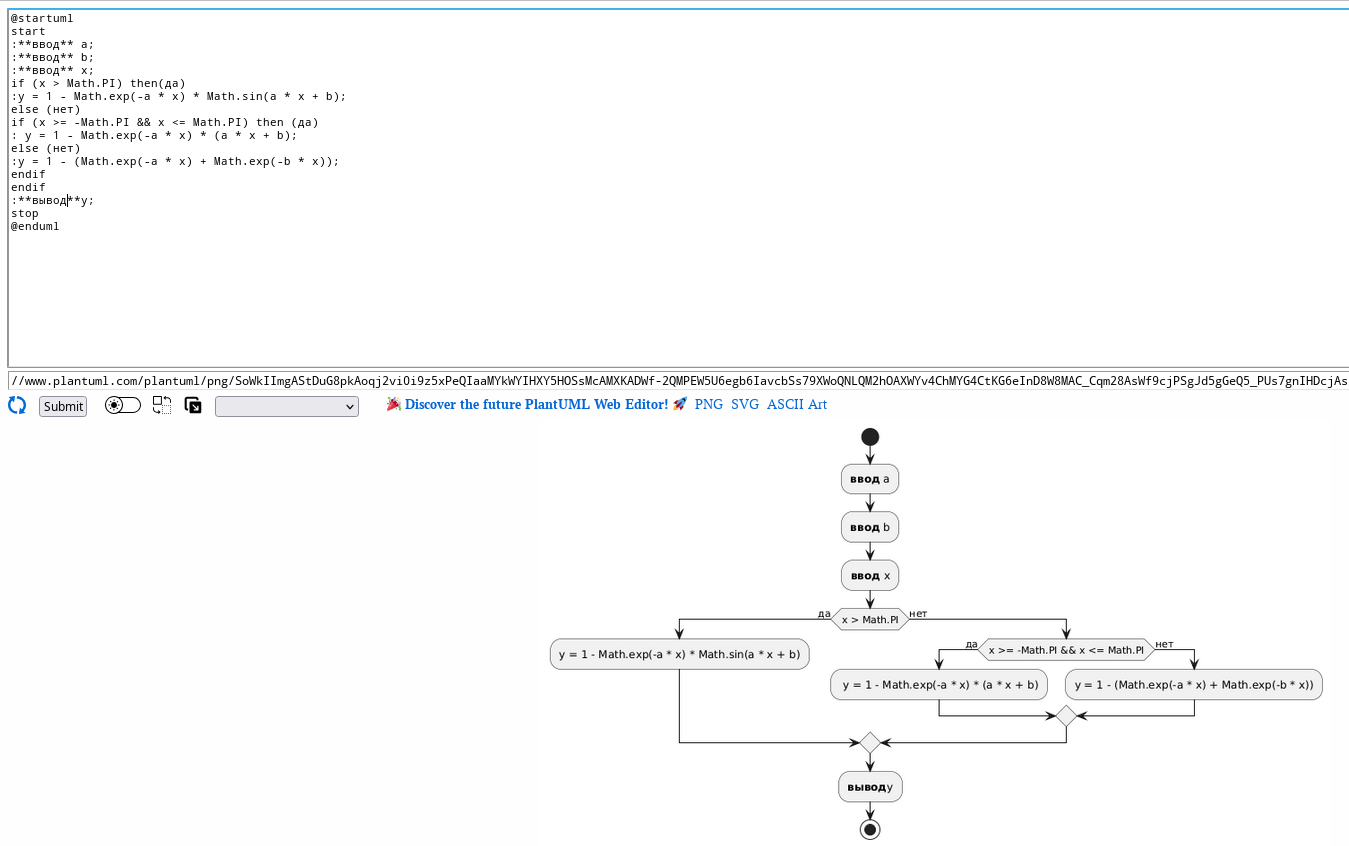 @startuml
start
:**ввод** a;
:**ввод** b;
:**ввод** x;
if (x > Math.PI) then(да)
:y = 1 - Math.exp(-a * x) * Math.sin(a * x + b);
else (нет)
if (x >= -Math.PI && x <= Math.PI) then (да)
: y = 1 - Math.exp(-a * x) * (a * x + b);
else (нет)
:y = 1 - (Math.exp(-a * x) + Math.exp(-b * x));
endif
endif
:**вывод**y;
stop
@enduml
//www.plantuml.com/plantuml/png/SoWkIImgAStDuG8pkAoqj2vi0i9z5xPeQIaaMYkWYIHXY5HOSsMcAMXKADWf-2QMPEW5U6egb6IavcbSs79XWoQNLQM2hOAXWYv4ChMYG4CtKG6eInD8W8MAC_Cqm28AsWf9cjPSgJd5gGeQ5_PUs7gnIHDcjAs
Submit
Discover the future PlantUML Web Editor! PNG SVG ASCII Art
ввод a
ввод b
ввод x
да x > Math.PI нет
y = 1 - Math.exp(-a * x) * Math.sin(a * x + b)
да x >= -Math.PI && x <= Math.PI нет
y = 1 - Math.exp(-a * x) * (a * x + b)
y = 1 - (Math.exp(-a * x) + Math.exp(-b * x))
выводy